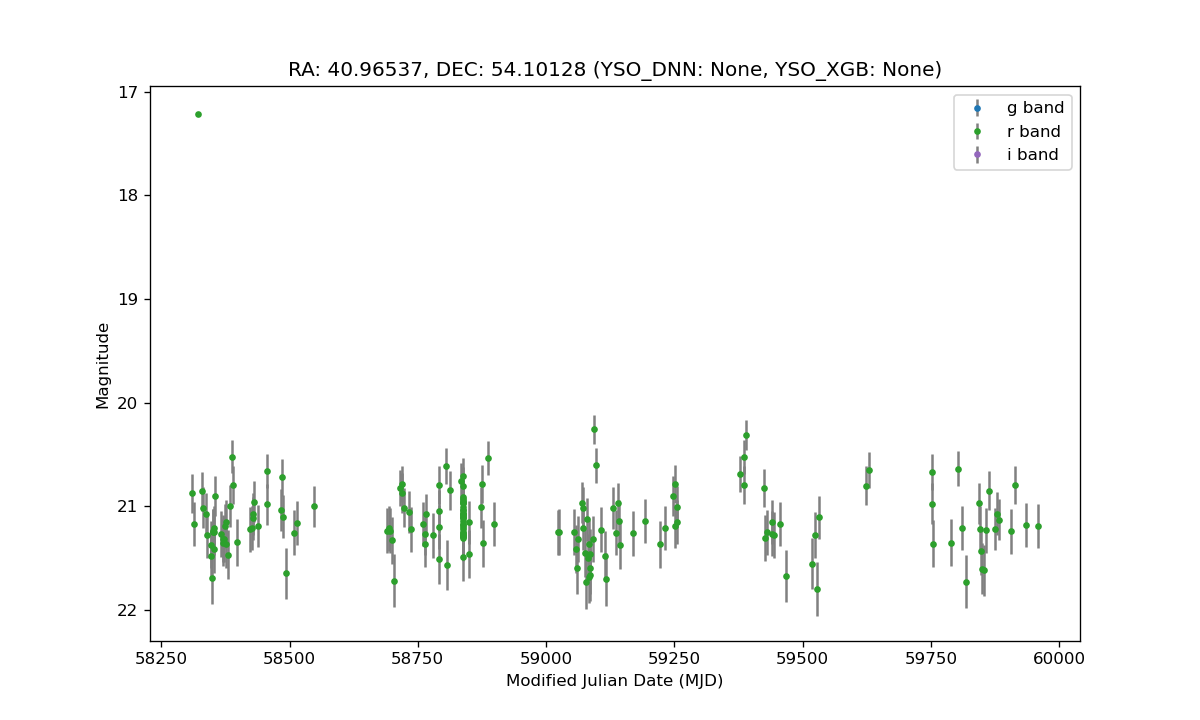 RA: 40.96537, DEC: 54.10128 (YSO_DNN: None, YSO_XGB: None)
g band
r band
i band
Magnitude
17
18
19
20
21
22
58250 58500 58750 59000 59250 59500 59750 60000
Modified Julian Date (MJD)